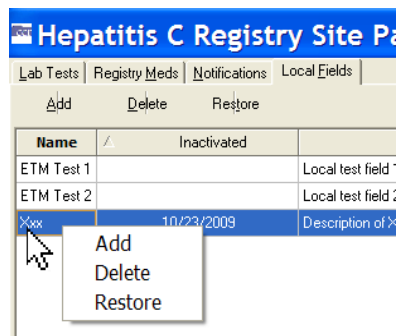 Hepatitis C Registry Site Pa
Lab Tests Registry Meds Notifications Local Fields
Add Delete Restore
Name Inactivated
ETM Test 1 Local test field 1
ETM Test 2 Local test field 2
Xxx 10/23/2009 Description of X
Add
Delete
Restore